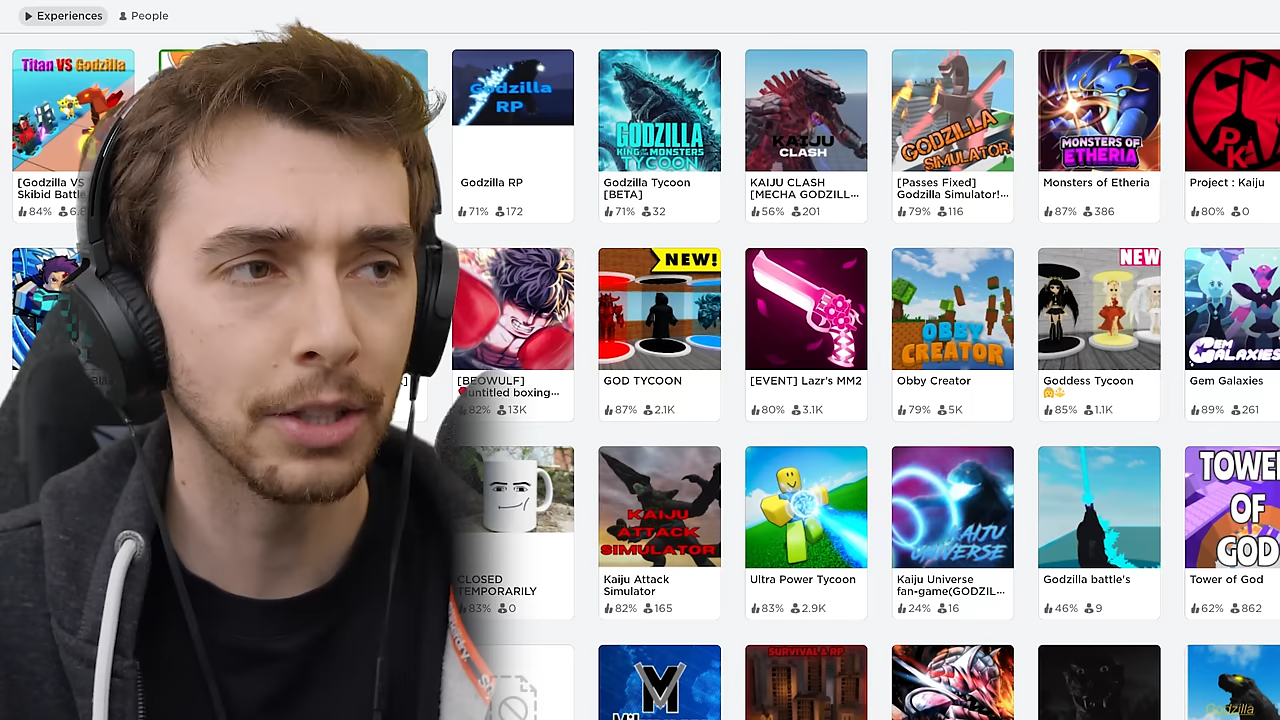 Experiences
People
Titan VS Godzilla
[Godzilla VS
Skibid Battle
84%
Godzilla
RP
Godzilla RP
71% 172
GODZILLA
KING OF THE MONSTERS
TYCOON
Godzilla Tycoon
[BETA]
71% 32
KAIJU
CLASH
KAIJU CLASH
[MECHA GODZILL...
56% 201
GODZILLA
SIMULATOR
[Passes Fixed]
Godzilla Simulator!...
79% 116
MONSTERS OF
ETHERIA
Monsters of Etheria
87% 386
PK
Project : Kaiju
80% 0
[BEOWULF]
untitled boxing...
82% 13K
NEW!
GOD TYCOON
87% 2.1K
[EVENT] Lazr's MM2
80% 3.1K
OBBY
CREATOR
Obby Creator
79% 5K
NEW
Goddess Tycoon
85% 1.1K
GEM
GALAXIES
Gem Galaxies
89% 261
CLOSED
TEMPORARILY
83% 0
KAIJU
ATTACK
SIMULATOR
Kaiju Attack
Simulator
82% 165
Ultra Power Tycoon
83% 2.9K
KAIJU
UNIVERSE
Kaiju Universe
fan-game(GODZIL...
24% 16
Godzilla battle's
46% 9
TOWER
OF
GOD
Tower of God
62% 862
SURVIVAL & RP
Godzilla